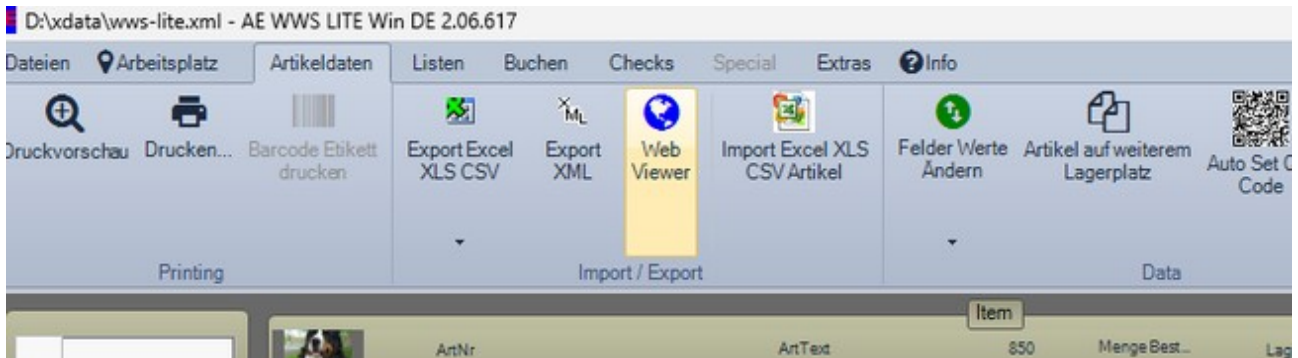 D:\xdata\wws-lite.xml - AE WWS LITE Win DE 2.06.617
Dateien Arbeitsplatz Artikeldaten Listen Buchen Checks Special Extras Info
Druckvorschau Drucken... Barcode Etikett drucken
Export Excel XLS CSV
Export XML
Web Viewer
Import Excel XLS CSV Artikel
Felder Werte Ändern
Artikel auf weiterem Lagerplatz
Auto Set Code
Printing Import / Export Data
Item
ArtNr ArtText 850 Menge Best... Lag